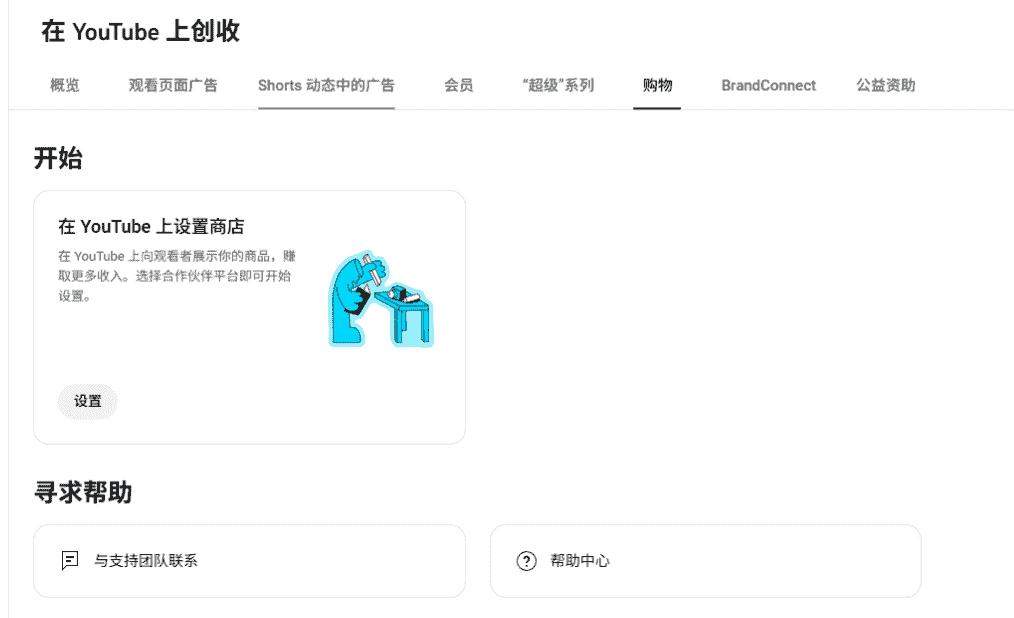 在 YouTube 上创收
概览 观看页面广告 Shorts 动态中的广告 会员 “超级”系列 购物 BrandConnect 公益资助
开始
在 YouTube 上设置商店
在 YouTube 上向观看者展示你的商品，赚
取更多收入。选择合作伙伴平台即可开始
设置。
设置
寻求帮助
与支持团队联系 帮助中心